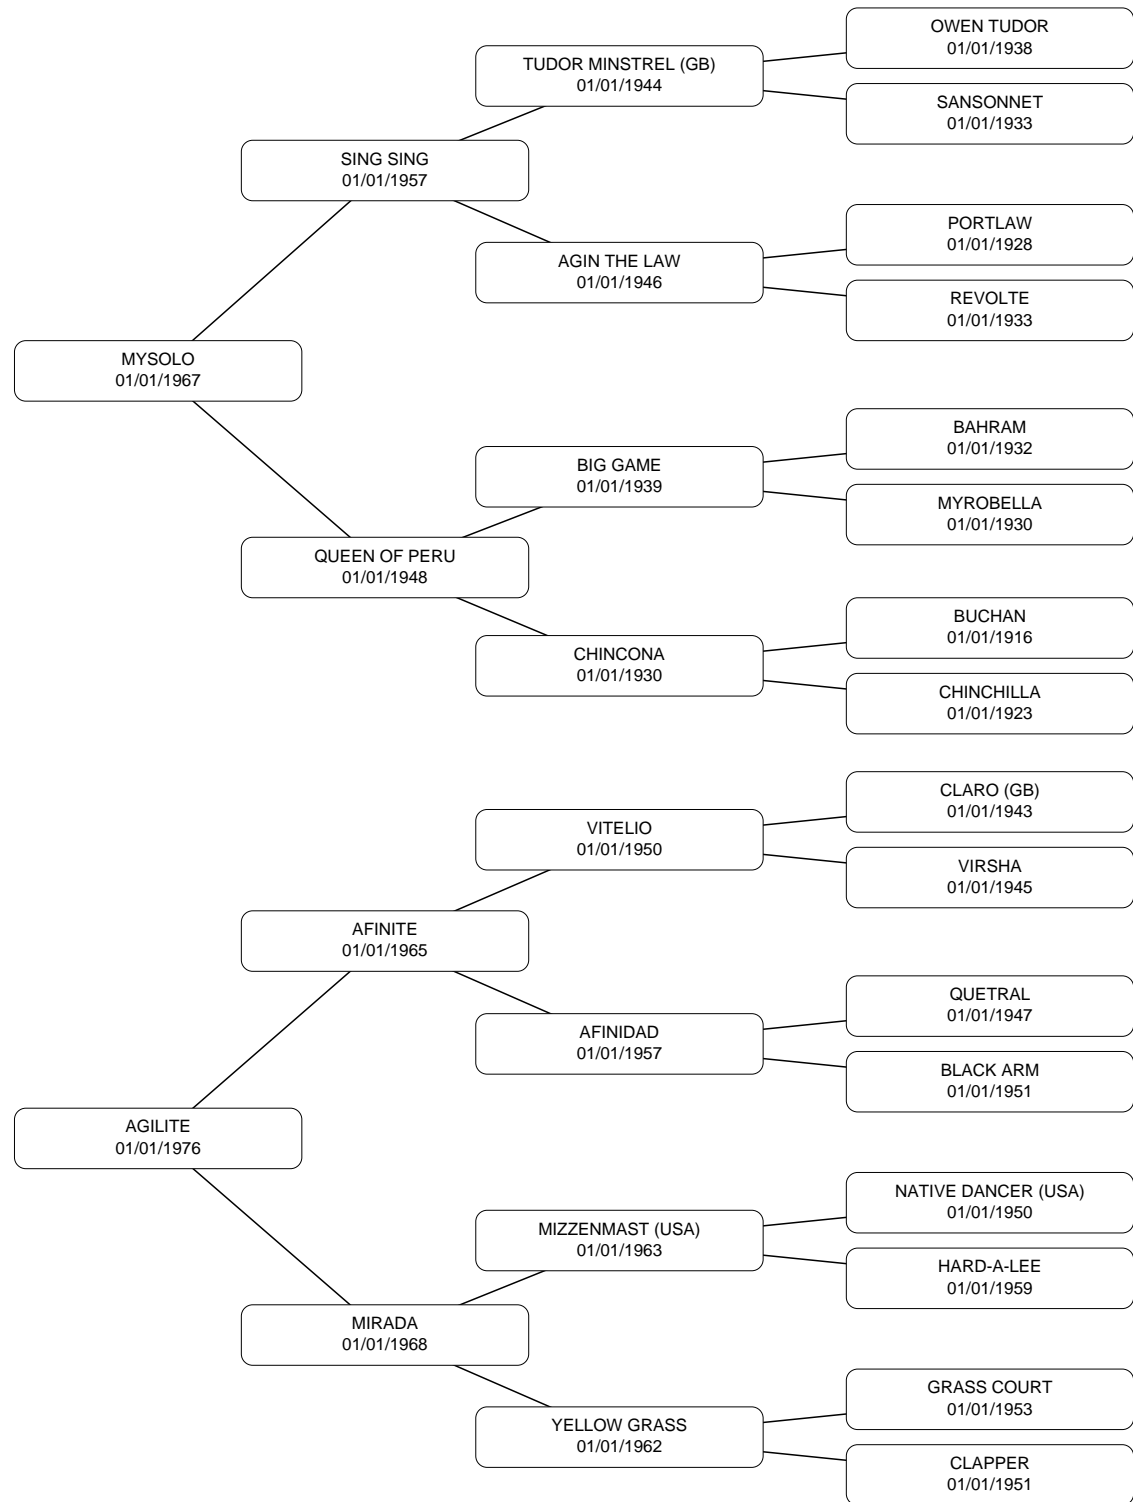 OWEN TUDOR
01/01/1938
TUDOR MINSTREL (GB)
01/01/1944
SANSONNET
01/01/1933
SING SING
01/01/1957
PORTLAW
01/01/1928
AGIN THE LAW
01/01/1946
REVOLTE
01/01/1933
MYSOLO
01/01/1967
BAHRAM
01/01/1932
BIG GAME
01/01/1939
MYROBELLA
01/01/1930
QUEEN OF PERU
01/01/1948
BUCHAN
01/01/1916
CHINCONA
01/01/1930
CHINCHILLA
01/01/1923
CLARO (GB)
01/01/1943
VITELIO
01/01/1950
VIRSHA
01/01/1945
AFINITE
01/01/1965
QUETRAL
01/01/1947
AFINIDAD
01/01/1957
BLACK ARM
01/01/1951
AGILITE
01/01/1976
NATIVE DANCER (USA)
01/01/1950
MIZZENMAST (USA)
01/01/1963
HARD-A-LEE
01/01/1959
MIRADA
01/01/1968
GRASS COURT
01/01/1953
YELLOW GRASS
01/01/1962
CLAPPER
01/01/1951